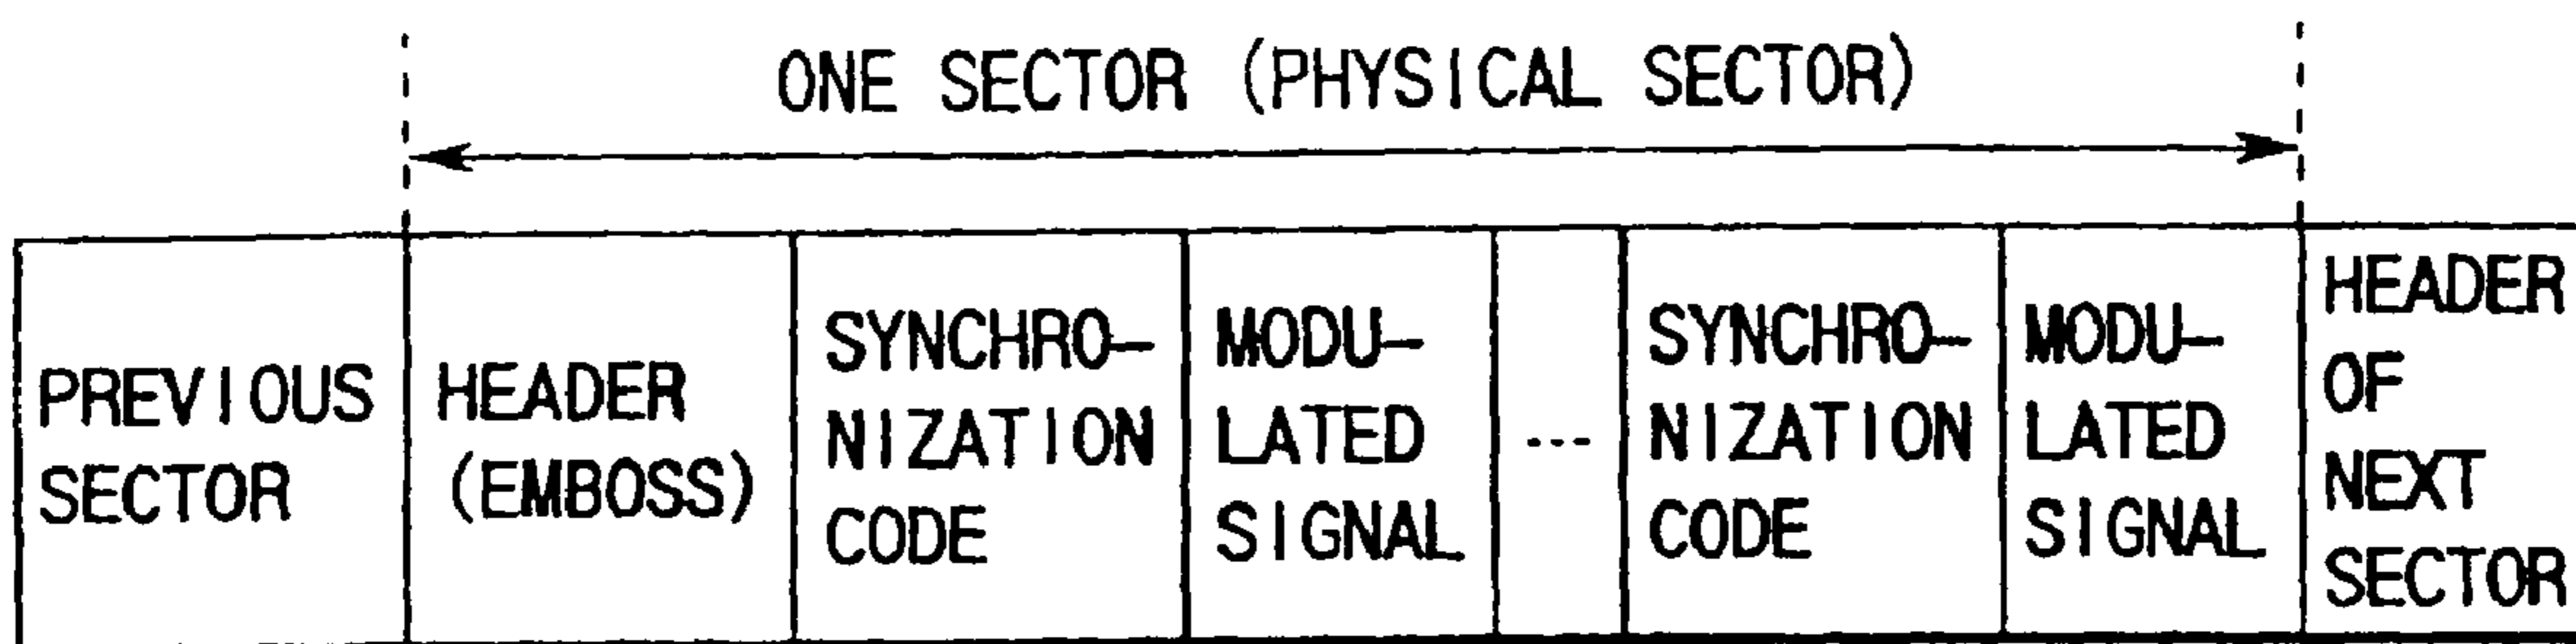 ONE SECTOR (PHYSICAL SECTOR)
PREVIOUS
SECTOR
HEADER
(EMBOSS)
SYNCHRO-
NIZATION
CODE
MODU-
LATED
SIGNAL
---
SYNCHRO-
NIZATION
CODE
MODU-
LATED
SIGNAL
HEADER
OF
NEXT
SECTOR